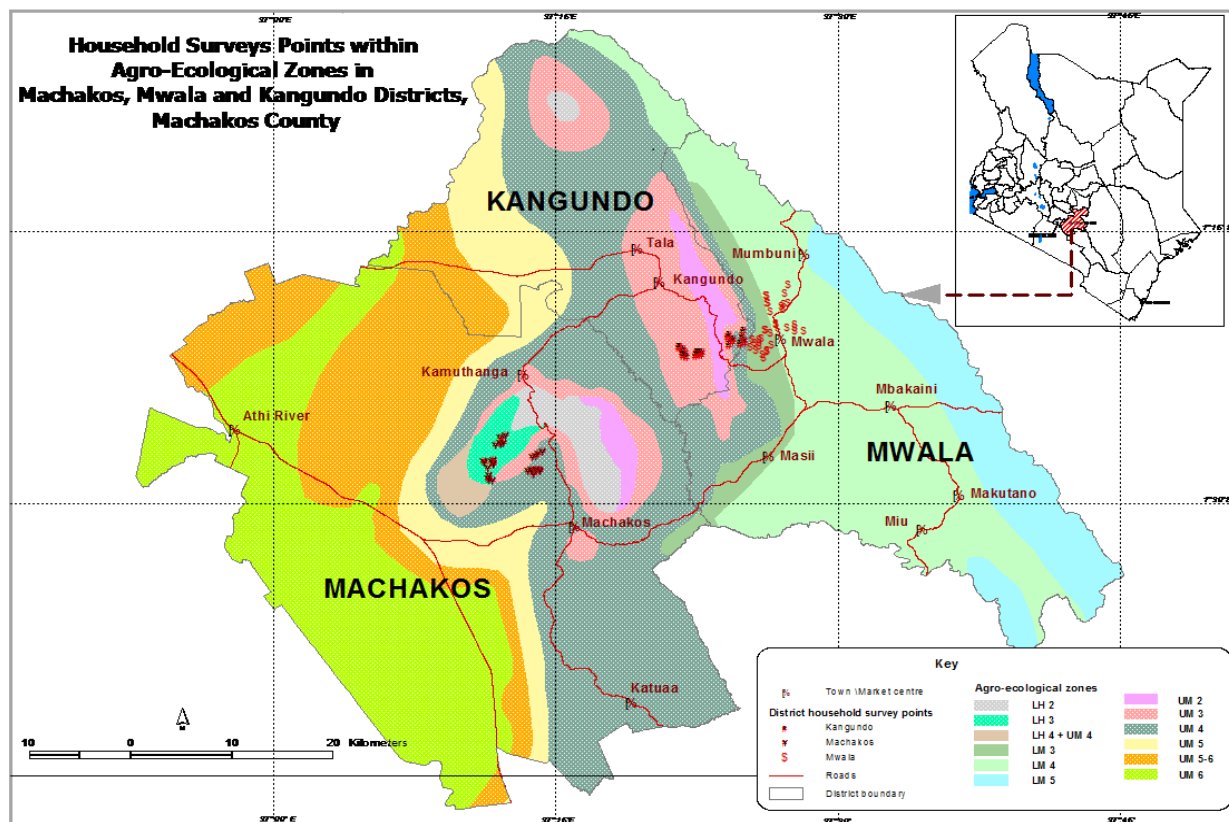 Household Surveys Points within
Agro-Ecological Zones in
Machakos, Mwala and Kangundo Districts,
Machakos County
KANGUNDO
Tala
Mumbuni
Kangundo
Mwala
Kamuthanga
Mbakaini
Athi River
MWALA
Masii
Makutano
Machakos
Miu
MACHAKOS
Katuaa
10 0 10 20 Kilometers
Key
Town \Market centre
District household survey points
Kangundo
Machakos
Mwala
Roads
District boundary
Agro-ecological zones
LH 2
LH 3
LH 4 + UM 4
LM 3
LM 4
LM 5
UM 2
UM 3
UM 4
UM 5
UM 5-6
UM 6